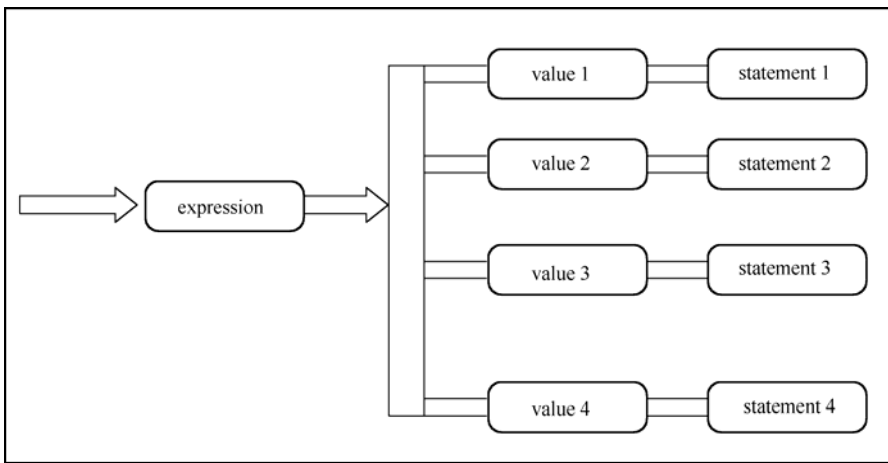 value 1
statement 1
value 2
statement 2
expression
value 3
statement 3
value 4
statement 4